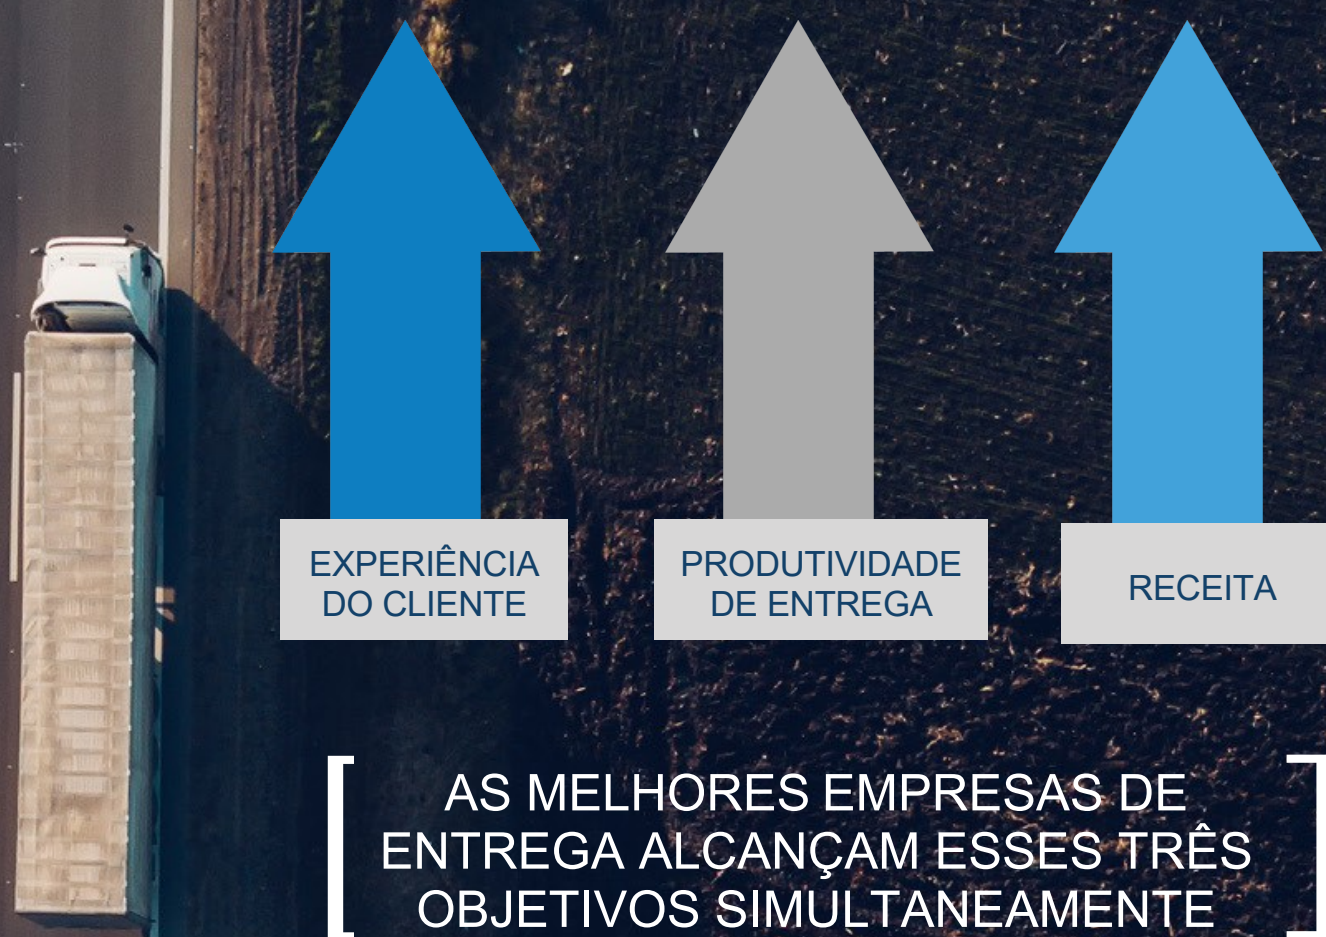 EXPERIÊNCIA
DO CLIENTE
PRODUTIVIDADE
DE ENTREGA
RECEITA
AS MELHORES EMPRESAS DE
ENTREGA ALCANÇAM ESSES TRÊS
OBJETIVOS SIMULTANEAMENTE